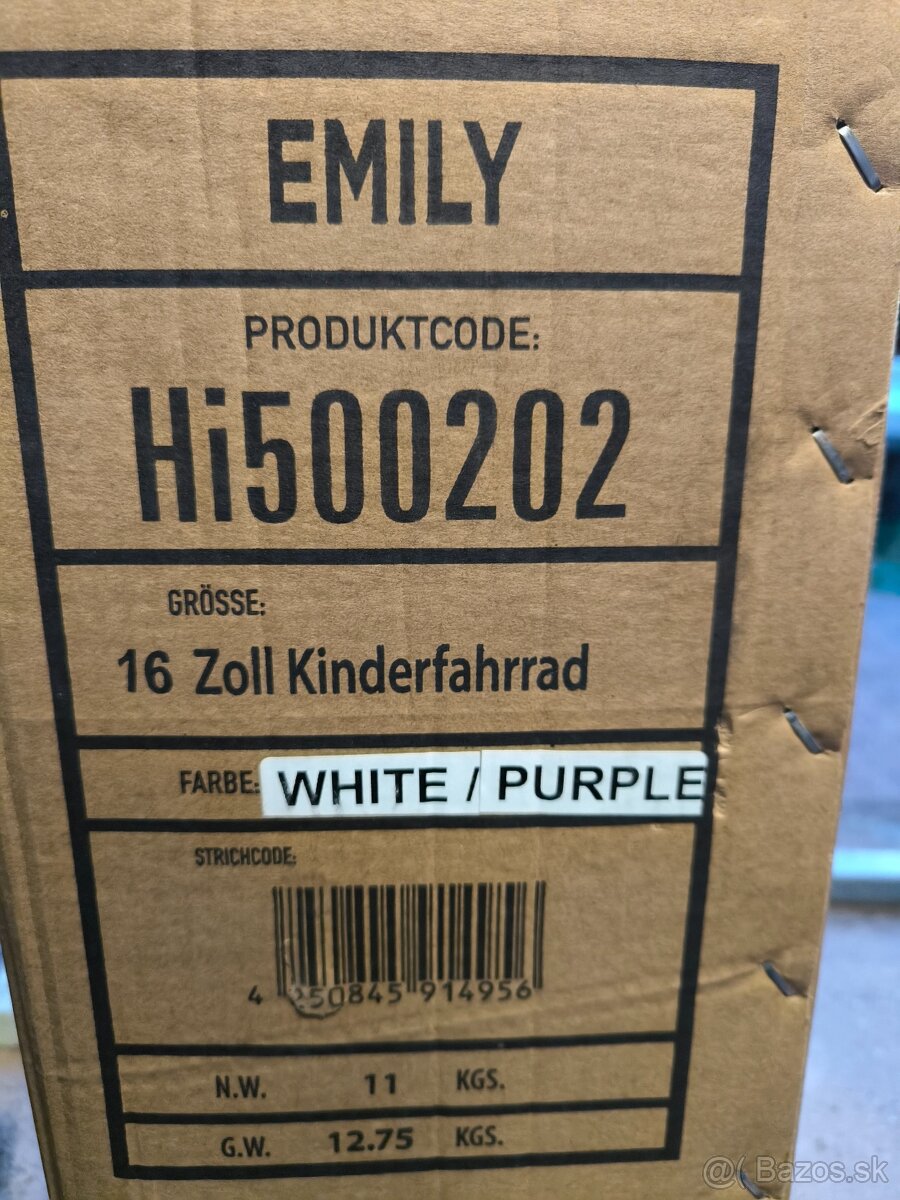 EMILY
PRODUKTCODE:
Hi500202
GRÖSSE:
16 Zoll Kinderfahrrad
FARBE: WHITE / PURPLE
STRICHCODE:
4 250845 914956
N.W. 11 KGS.
G.W. 12.75 KGS.
@( Bazos.sk